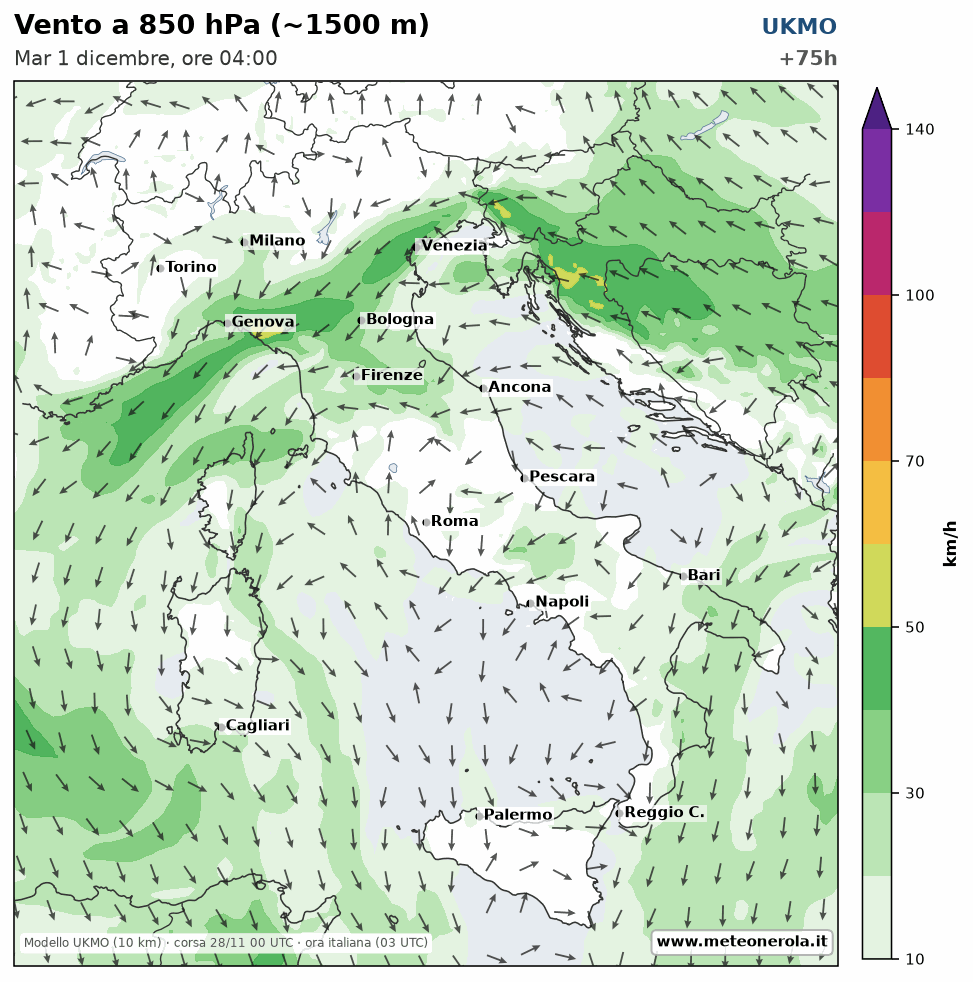 Vento a 850 hPa (~1500 m)
UKMO
Mar 1 dicembre, ore 04:00
+75h
140
100
70
50
30
10
km/h
Milano
Venezia
Torino
Genova
Bologna
Firenze
Ancona
Pescara
Roma
Bari
Napoli
Cagliari
Palermo
Reggio C.
Modello UKMO (10 km) · corsa 28/11 00 UTC · ora italiana (03 UTC)
www.meteonerola.it